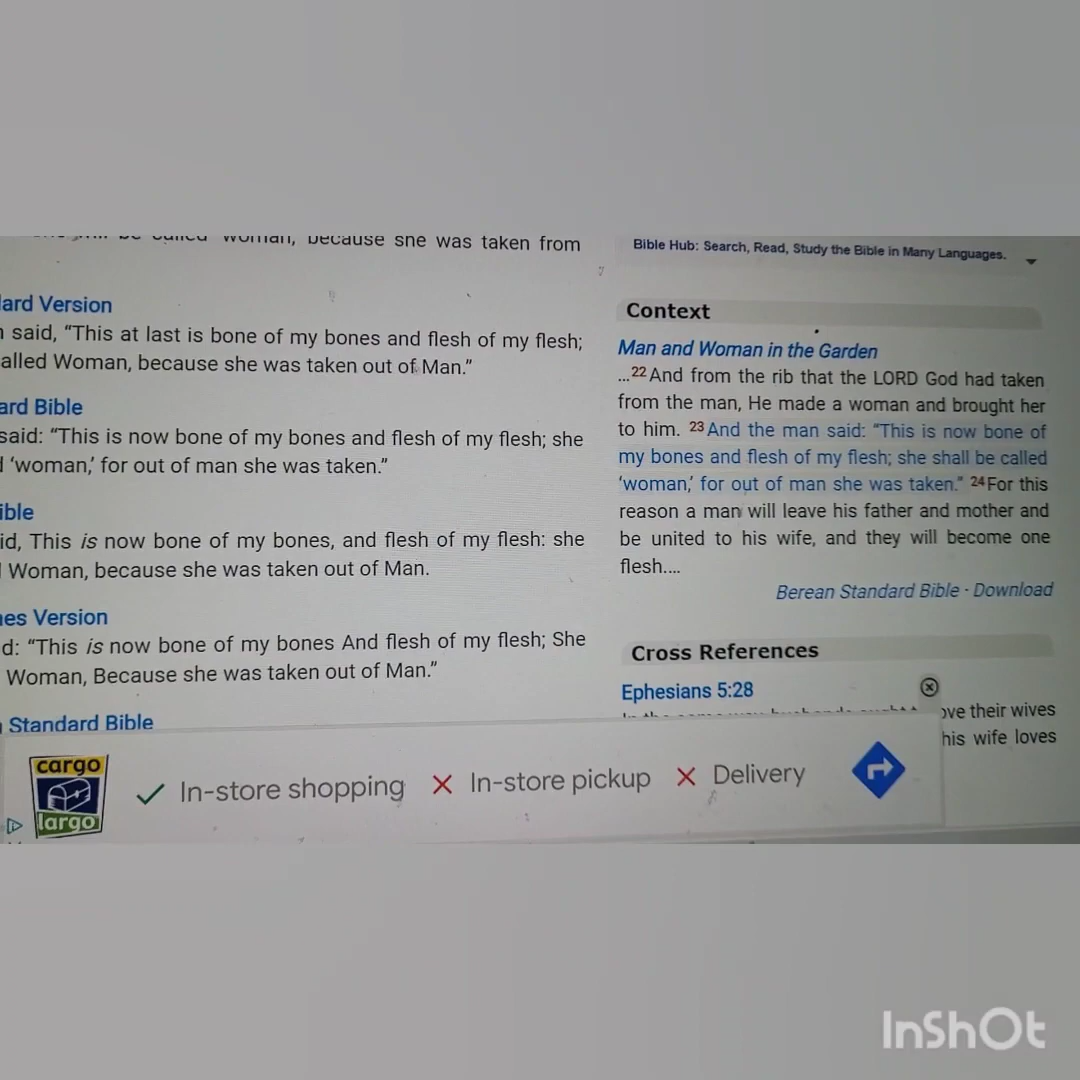 be called Woman, because she was taken from
ard Version
said, “This at last is bone of my bones and flesh of my flesh;
alled Woman, because she was taken out of Man.”
ard Bible
said: “This is now bone of my bones and flesh of my flesh; she
‘woman,’ for out of man she was taken.”
ible
id, This is now bone of my bones, and flesh of my flesh: she
Woman, because she was taken out of Man.
es Version
d: “This is now bone of my bones And flesh of my flesh; She
Woman, Because she was taken out of Man.”
Standard Bible
Bible Hub: Search, Read, Study the Bible in Many Languages.
Context
Man and Woman in the Garden
...22 And from the rib that the LORD God had taken
from the man, He made a woman and brought her
to him. 23 And the man said: “This is now bone of
my bones and flesh of my flesh; she shall be called
‘woman,’ for out of man she was taken.” 24 For this
reason a man will leave his father and mother and
be united to his wife, and they will become one
flesh....
Berean Standard Bible · Download
Cross References
Ephesians 5:28
ove their wives
his wife loves
cargo
largo
In-store shopping
In-store pickup
Delivery
InShOt